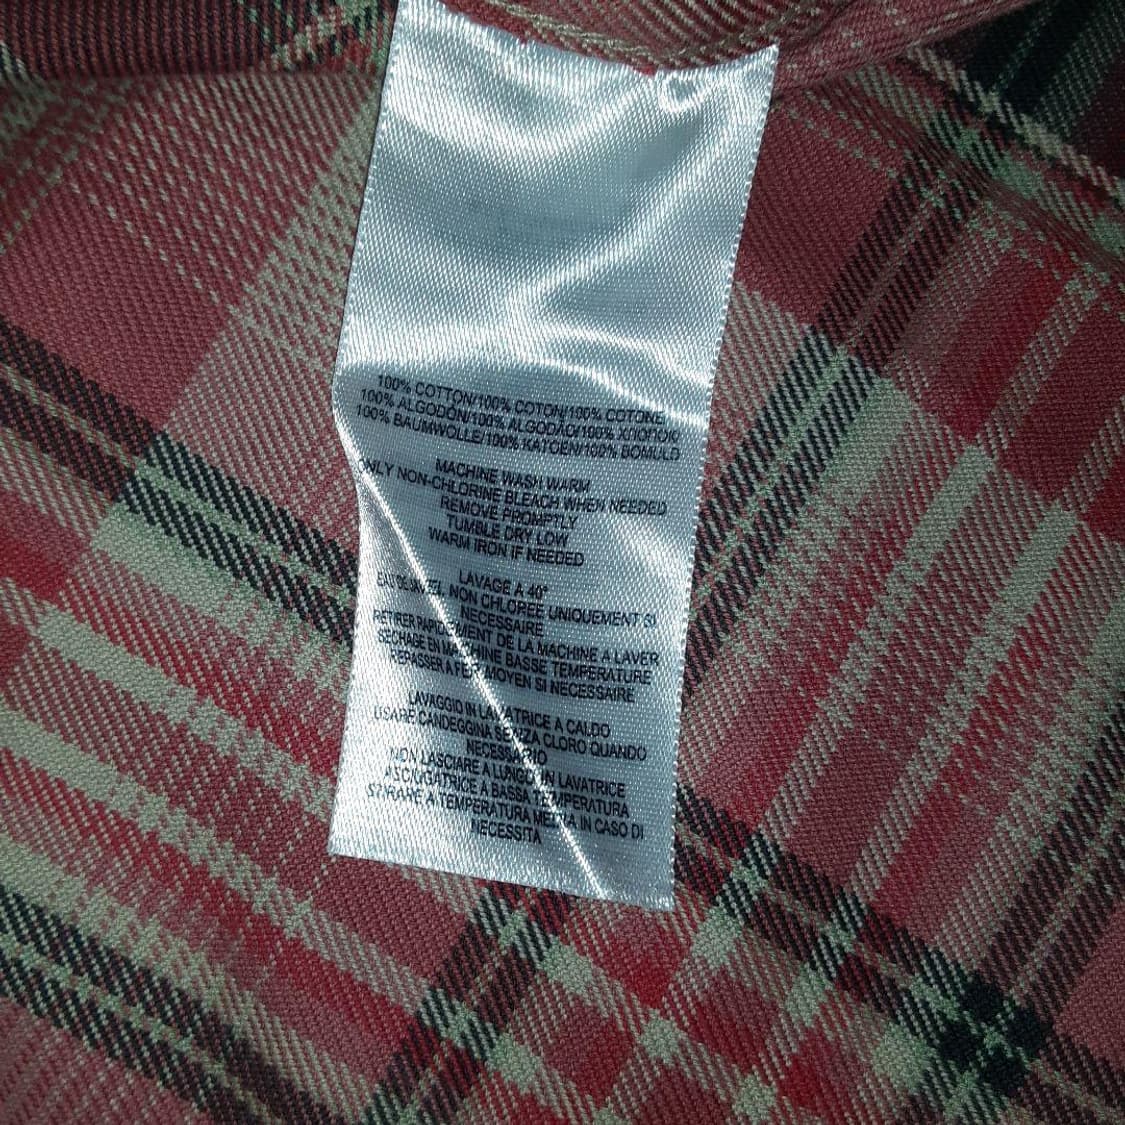 100% COTTON/100% COTON/100% COTONE
100% ALGODÓN/100% ALGODÃO/100% ΧΛΟΠΟΙΟ
100% BAUMWOLLE/100% KATOEN/100% BOMULD
MACHINE WASH WARM
ONLY NON-CHLORINE BLEACH WHEN NEEDED
REMOVE PROMPTLY
TUMBLE DRY LOW
WARM IRON IF NEEDED
LAVAGE A 40°
EAU DE JAVEL NON CHLOREE UNIQUEMENT SI
NECESSAIRE
RETIRER RAPIDEMENT DE LA MACHINE A LAVER
SECHAGE EN MACHINE BASSE TEMPERATURE
REPASSER A FER MOYEN SI NECESSAIRE
LAVAGGIO IN LAVATRICE A CALDO
USARE CANDEGGINA SENZA CLORO QUANDO
NECESSARIO
NON LASCIARE A LUNGO IN LAVATRICE
ASCIUGATRICE A BASSA TEMPERATURA
STIRARE A TEMPERATURA MEDIA IN CASO DI
NECESSITA